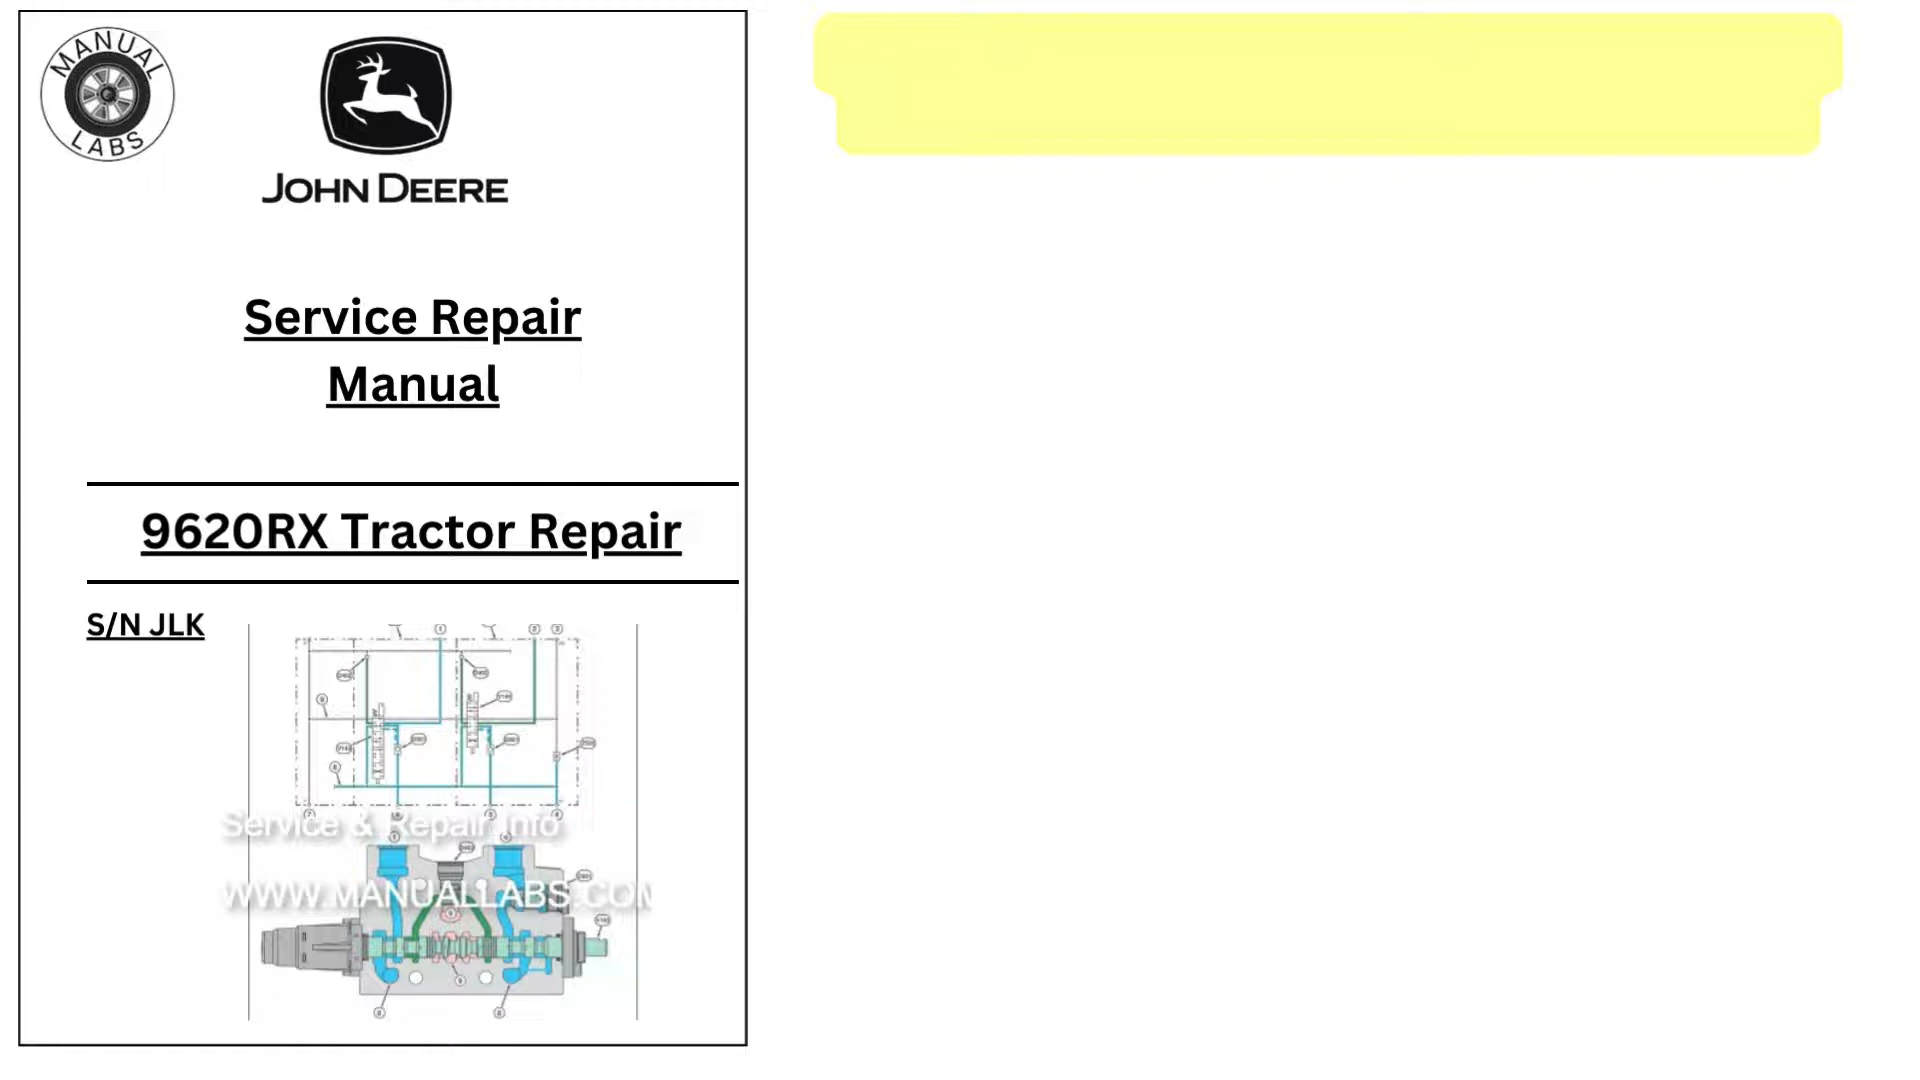 MANUAL
LABS
JOHN DEERE
Service Repair
Manual
9620RX Tractor Repair
S/N JLK
Service & Repair Info
WWW.MANUALLABS.COM